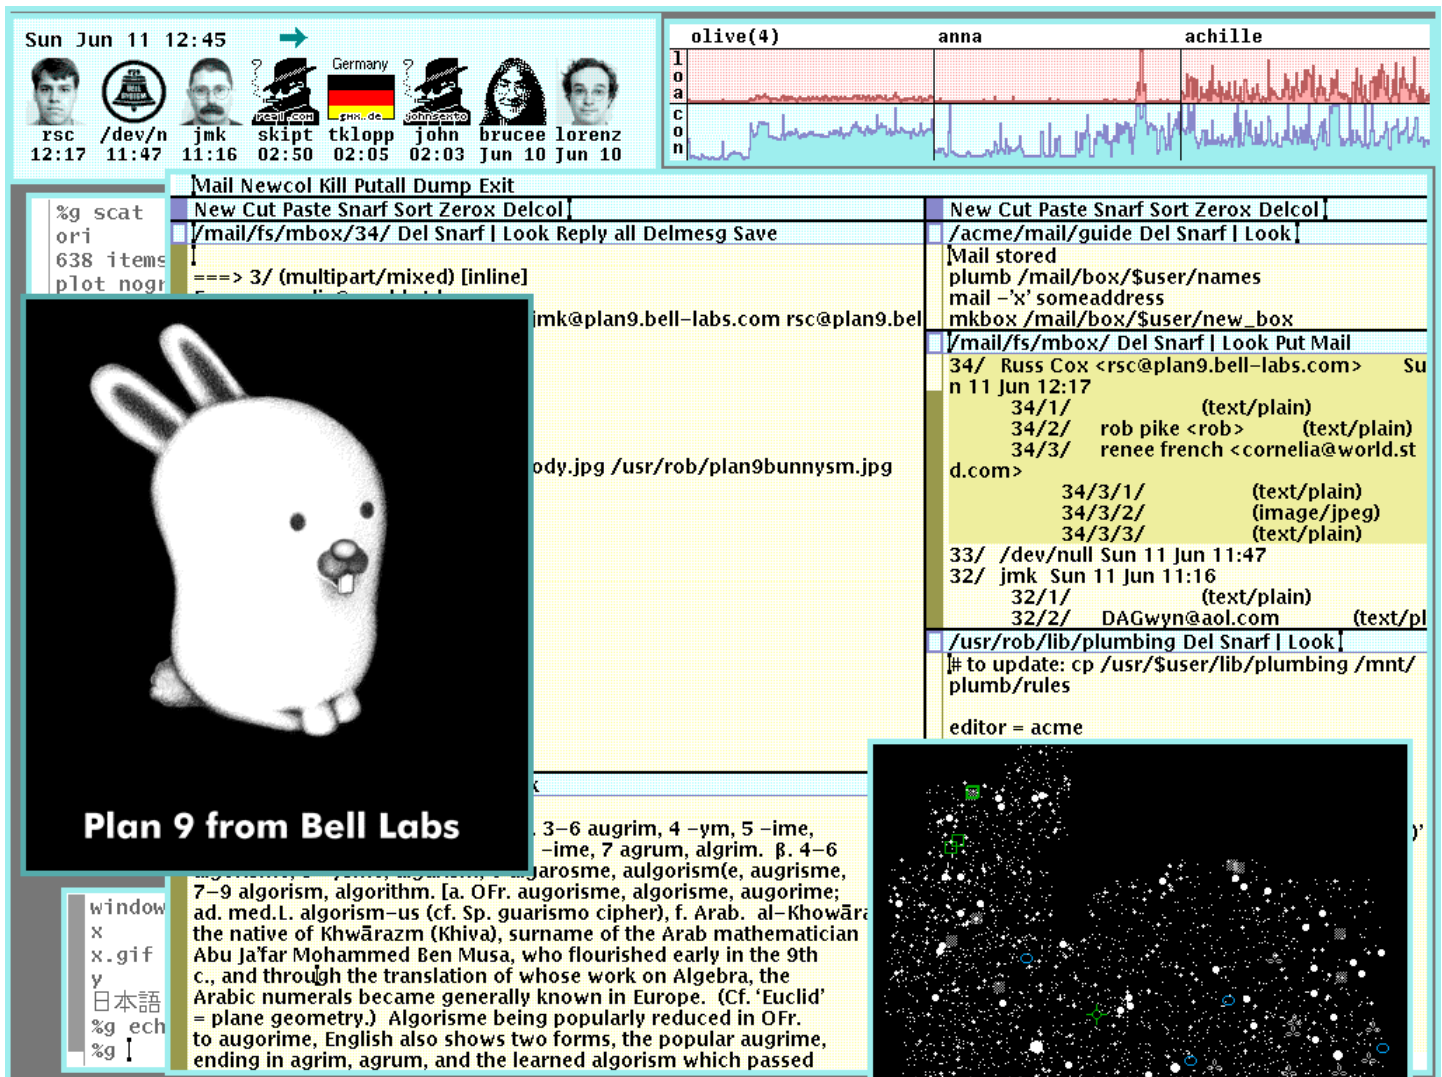 Sun Jun 11 12:45
Germany
BELL SYSTEM
real.com
gmx.de
johnsexto
rsc /dev/n jmk skipt tklopp john brucee lorenz
12:17 11:47 11:16 02:50 02:05 02:03 Jun 10 Jun 10
olive(4) anna achille
loa
con
%g scat
ori
638 items
plot nogr
Mail Newcol Kill Putall Dump Exit
New Cut Paste Snarf Sort Zerox Delcol
/mail/fs/mbox/34/ Del Snarf | Look Reply all Delmesg Save
===> 3/ (multipart/mixed) [inline]
jmk@plan9.bell-labs.com rsc@plan9.bel
ody.jpg /usr/rob/plan9bunnysm.jpg
Plan 9 from Bell Labs
k
. 3-6 augrim, 4 -ym, 5 -ime,
-ime, 7 agrum, algrim. β. 4-6
algarosme, aulgorism(e, augrisme,
7-9 algorism, algorithm. [a. OFr. augorisme, algorisme, augorime;
ad. med.L. algorism-us (cf. Sp. guarismo cipher), f. Arab. al-Khowāra
the native of Khwārazm (Khiva), surname of the Arab mathematician
Abu Ja'far Mohammed Ben Musa, who flourished early in the 9th
c., and through the translation of whose work on Algebra, the
Arabic numerals became generally known in Europe. (Cf. 'Euclid'
= plane geometry.) Algorisme being popularly reduced in OFr.
to augorime, English also shows two forms, the popular augrime,
ending in agrim, agrum, and the learned algorism which passed
window
x
x.gif
y
日本語
%g ech
%g
New Cut Paste Snarf Sort Zerox Delcol
/acme/mail/guide Del Snarf | Look
Mail stored
plumb /mail/box/$user/names
mail -'x' someaddress
mkbox /mail/box/$user/new_box
/mail/fs/mbox/ Del Snarf | Look Put Mail
34/ Russ Cox <rsc@plan9.bell-labs.com> Su
n 11 Jun 12:17
34/1/ (text/plain)
34/2/ rob pike <rob> (text/plain)
34/3/ renee french <cornelia@world.st
d.com>
34/3/1/ (text/plain)
34/3/2/ (image/jpeg)
34/3/3/ (text/plain)
33/ /dev/null Sun 11 Jun 11:47
32/ jmk Sun 11 Jun 11:16
32/1/ (text/plain)
32/2/ DAGwyn@aol.com (text/pl
/usr/rob/lib/plumbing Del Snarf | Look
# to update: cp /usr/$user/lib/plumbing /mnt/
plumb/rules
editor = acme
)'